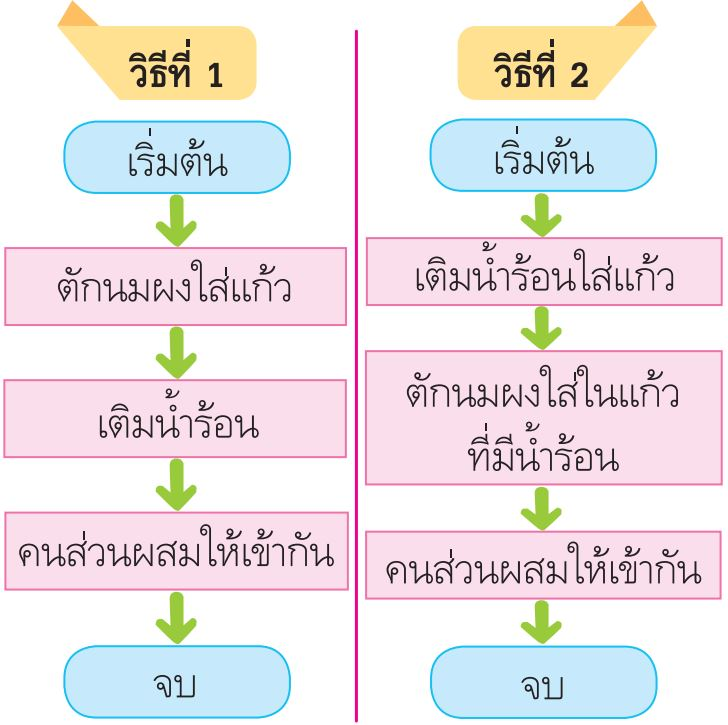 วิธีที่ 1
เริ่มต้น
ตักนมผงใส่แก้ว
เติมน้ำร้อน
คนส่วนผสมให้เข้ากัน
จบ
วิธีที่ 2
เริ่มต้น
เติมน้ำร้อนใส่แก้ว
ตักนมผงใส่ในแก้ว
ที่มีน้ำร้อน
คนส่วนผสมให้เข้ากัน
จบ